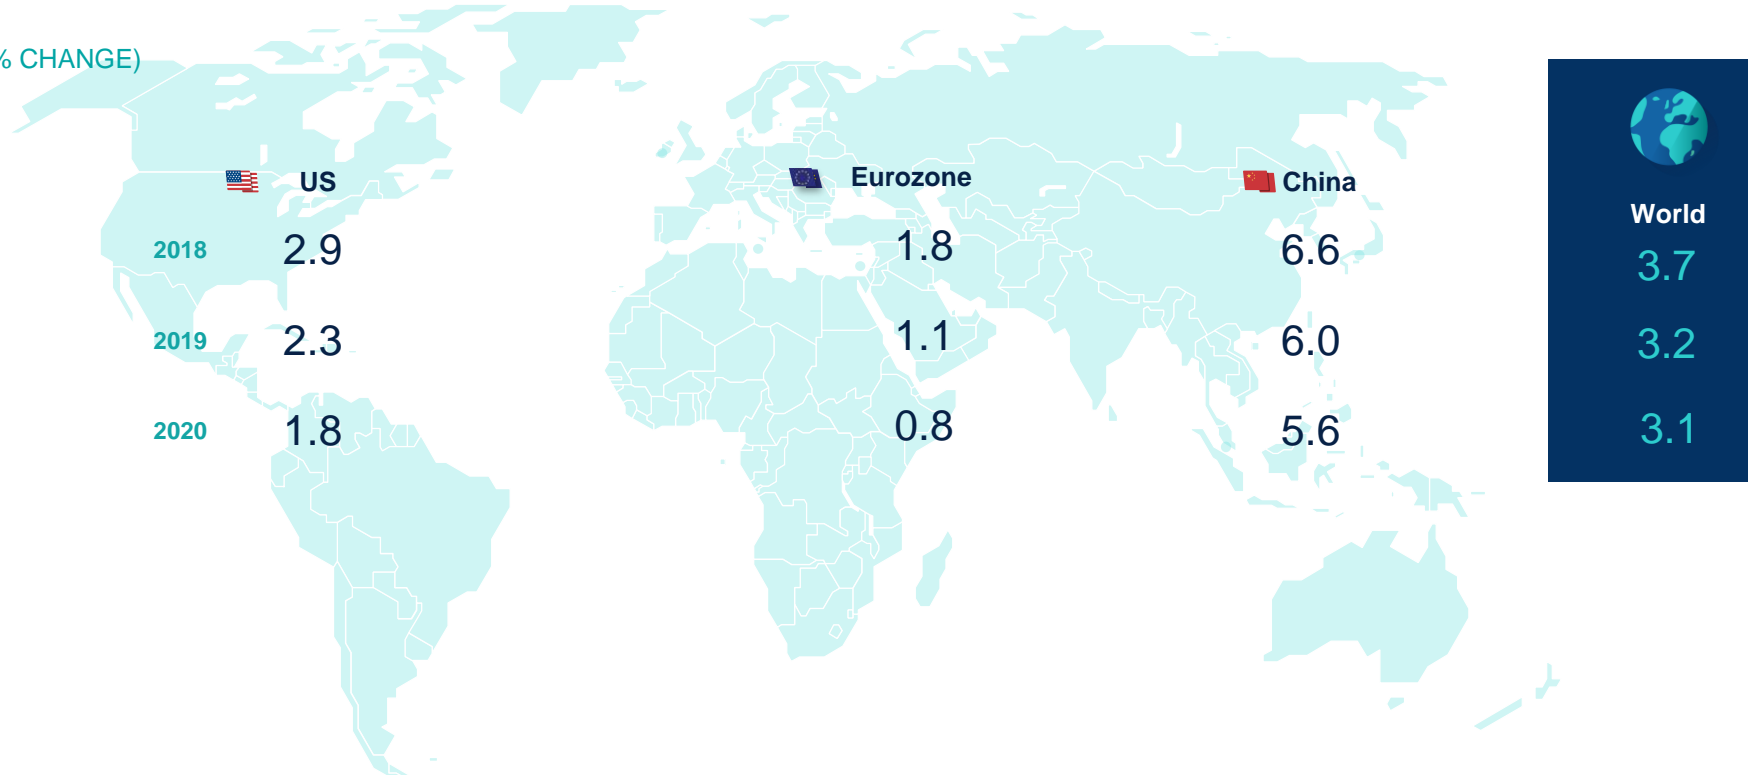 % CHANGE)
US
Eurozone
China
World
2018 2.9 1.8 6.6 3.7
2019 2.3 1.1 6.0 3.2
2020 1.8 0.8 5.6 3.1